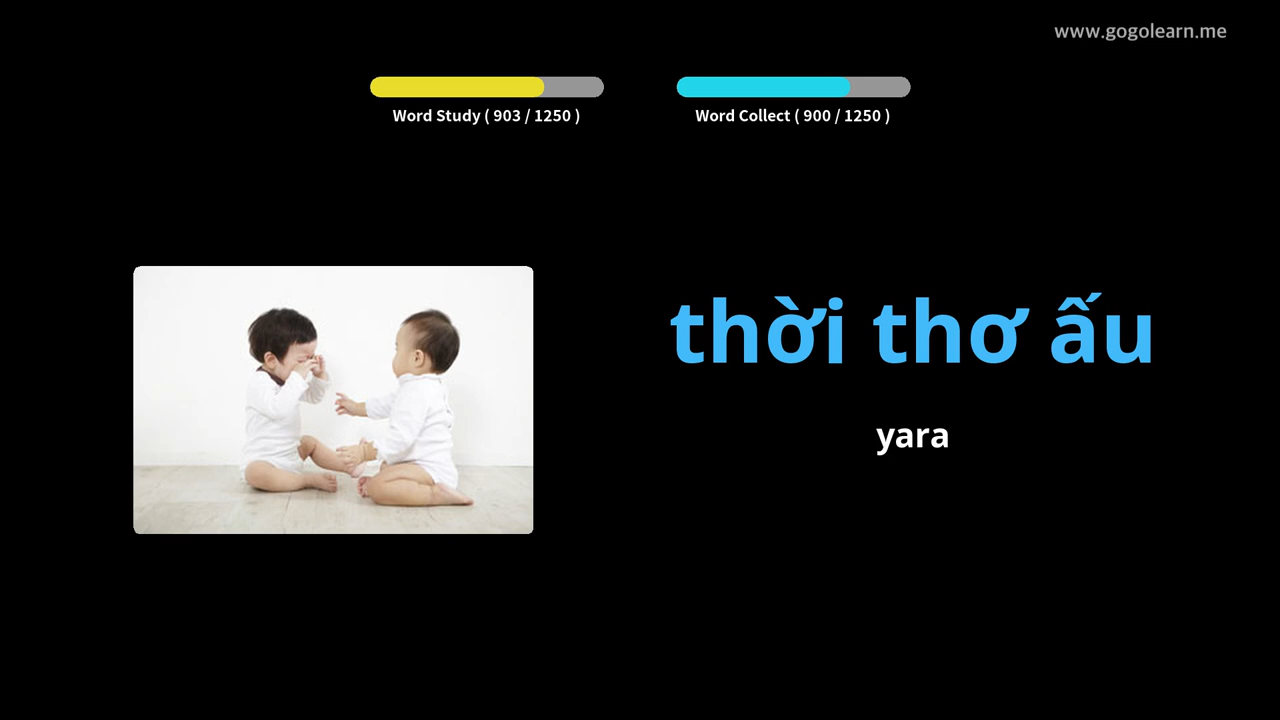 www.gogolearn.me
Word Study ( 903 / 1250 )
Word Collect ( 900 / 1250 )
thời thơ ấu
yara